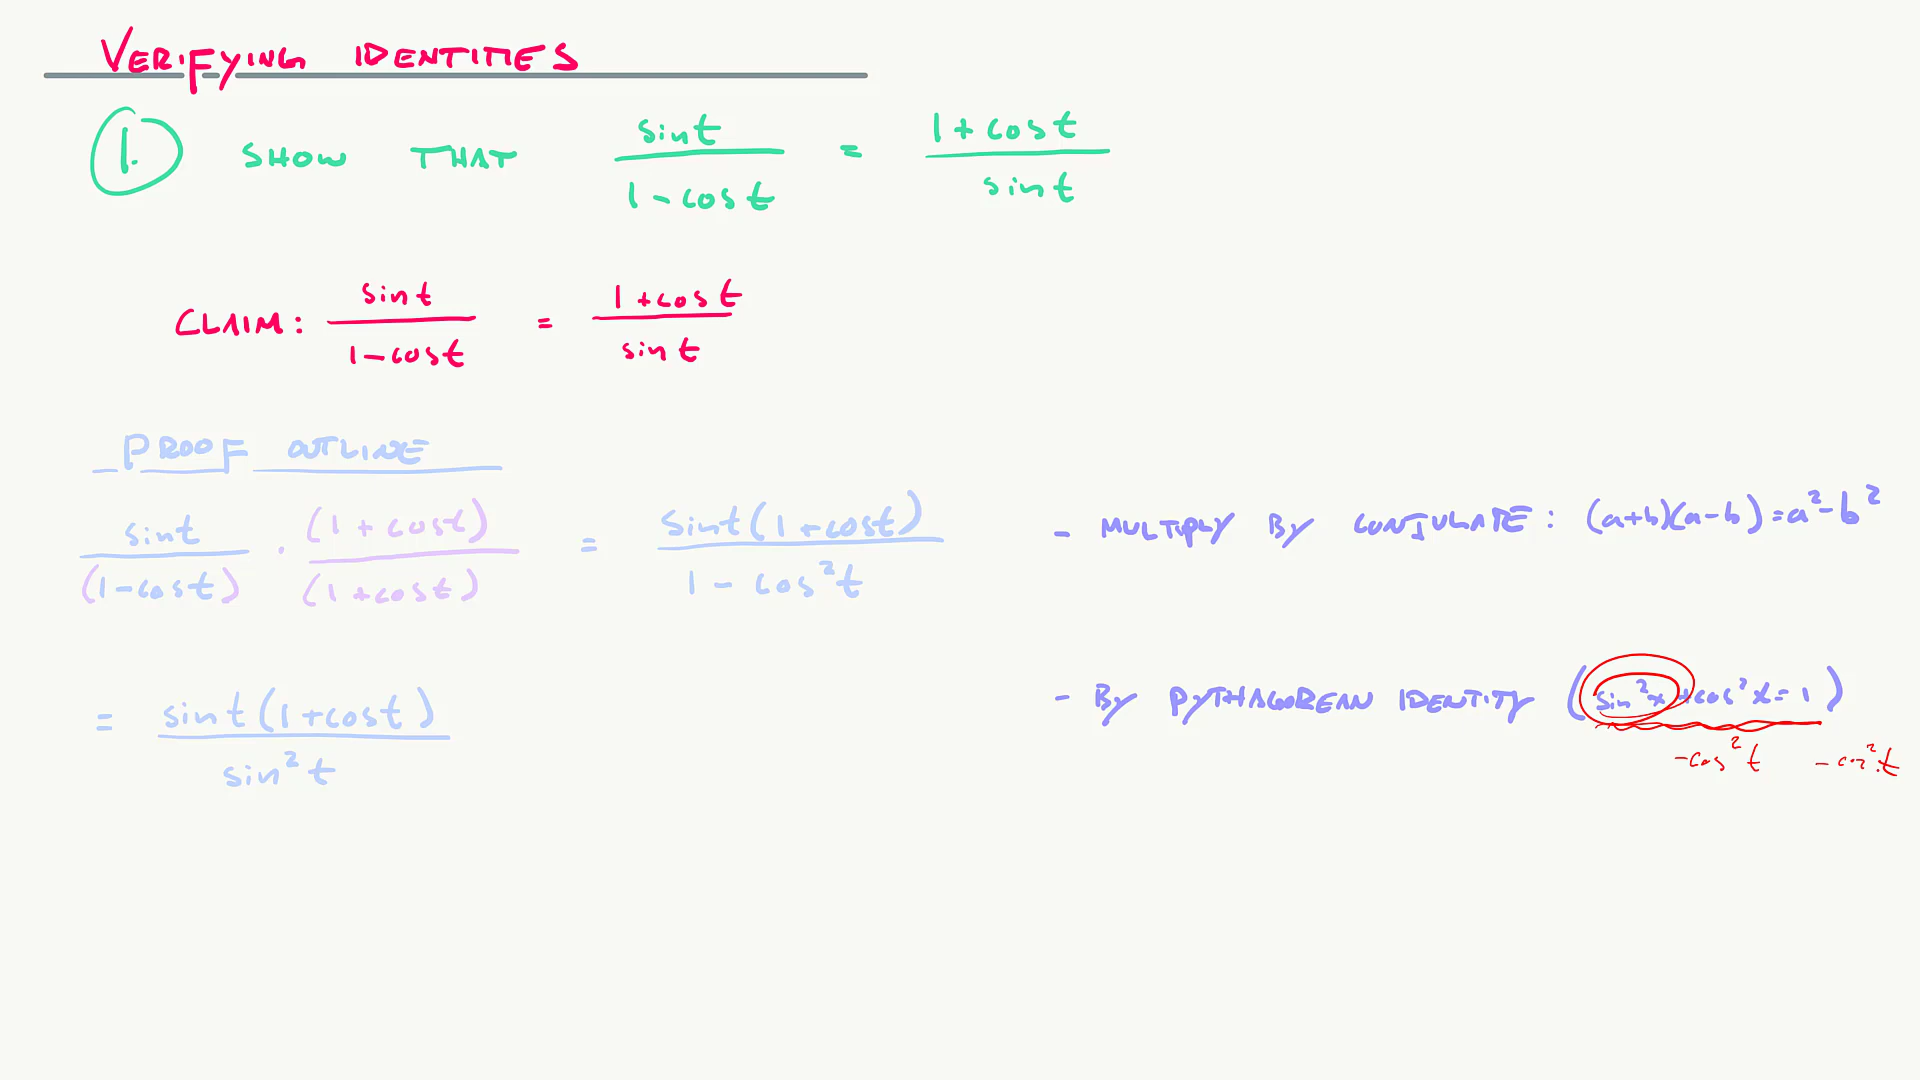 VERIFYING IDENTITIES
1. SHOW THAT sint / 1-cost = 1+cost / sint
CLAIM: sint / 1-cost = 1+cost / sint
PROOF OUTLINE
sint / (1-cost) · (1+cost) / (1+cost) = sint(1+cost) / 1-cos²t
- MULTIPLY BY CONJUGATE: (a+b)(a-b)=a²-b²
= sint(1+cost) / sin²t
- BY PYTHAGOREAN IDENTITY (sin²x+cos²x=1)
-cos²t -cos²t